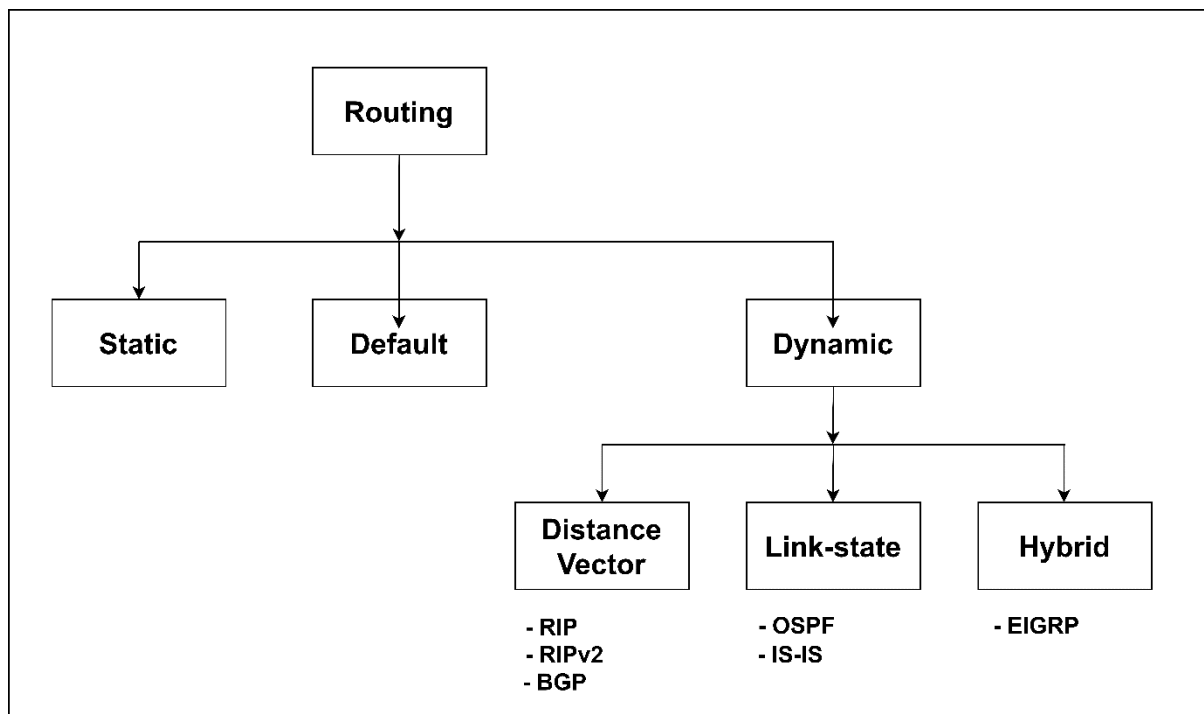 Routing
Static
Default
Dynamic
Distance
Vector
Link-state
Hybrid
- RIP
- RIPv2
- BGP
- OSPF
- IS-IS
- EIGRP